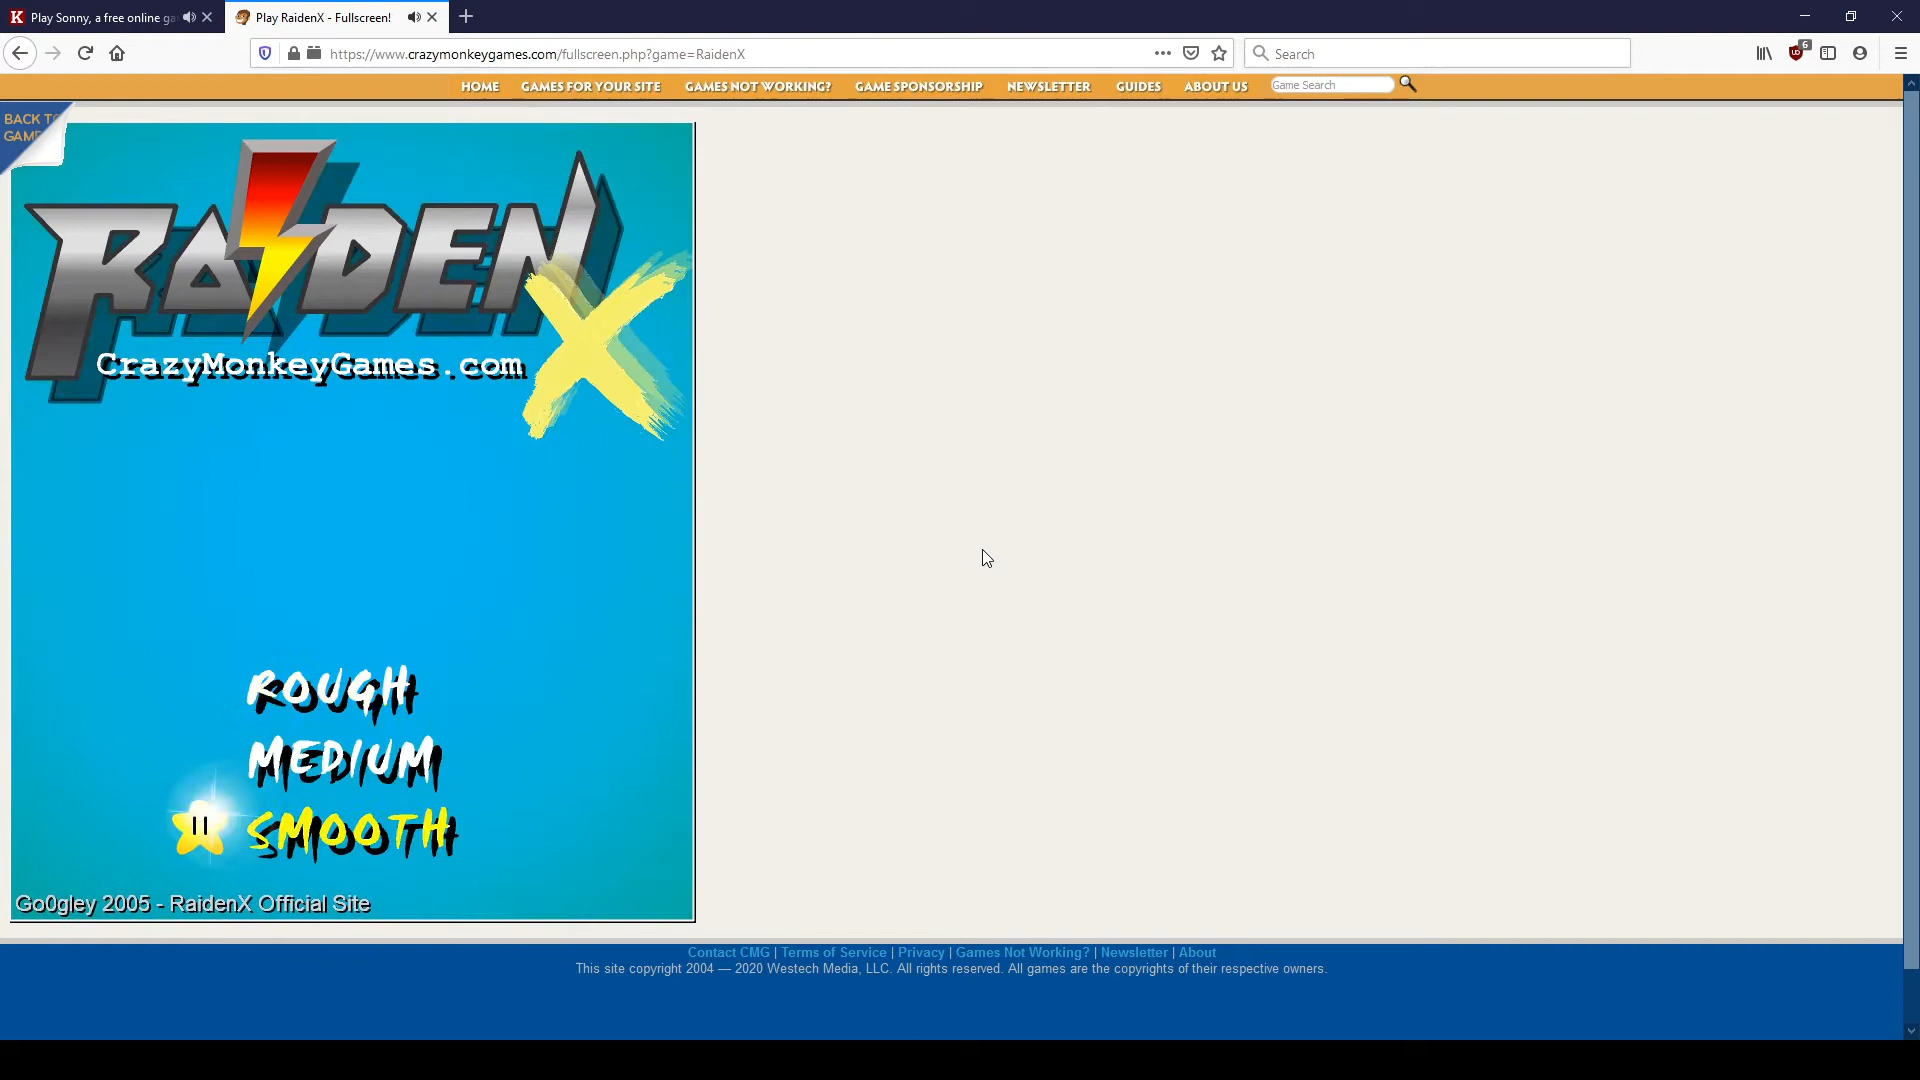 Play Sonny, a free online ga
Play RaidenX - Fullscreen!
https://www.crazymonkeygames.com/fullscreen.php?game=RaidenX
Search
6
HOME
GAMES FOR YOUR SITE
GAMES NOT WORKING?
GAME SPONSORSHIP
NEWSLETTER
GUIDES
ABOUT US
Game Search
BACK TO
GAME
RAIDEN
X
CrazyMonkeyGames.com
ROUGH
MEDIUM
SMOOTH
Go0gley 2005 - RaidenX Official Site
Contact CMG | Terms of Service | Privacy | Games Not Working? | Newsletter | About
This site copyright 2004 — 2020 Westech Media, LLC. All rights reserved. All games are the copyrights of their respective owners.